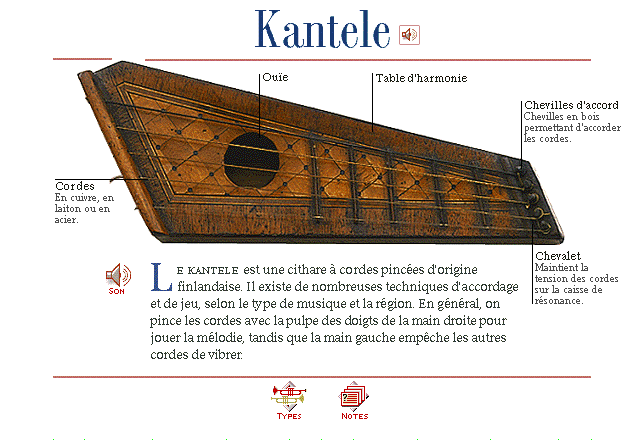 Kantele
Ouïe
Table d'harmonie
Chevilles d'accord
Chevilles en bois
permettant d'accorder
les cordes.
Cordes
En cuivre, en
laiton ou en
acier.
Chevalet
Maintient la
tension des cordes
sur la caisse de
résonance.
Son
Le kantele est une cithare à cordes pincées d'origine
finlandaise. Il existe de nombreuses techniques d'accordage
et de jeu, selon le type de musique et la région. En général, on
pince les cordes avec la pulpe des doigts de la main droite pour
jouer la mélodie, tandis que la main gauche empêche les autres
cordes de vibrer.
Types
Notes